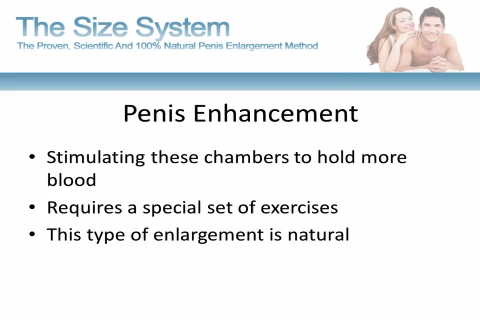 The Size System
The Proven, Scientific And 100% Natural Penis Enlargement Method
Penis Enhancement
• Stimulating these chambers to hold more
blood
• Requires a special set of exercises
• This type of enlargement is natural